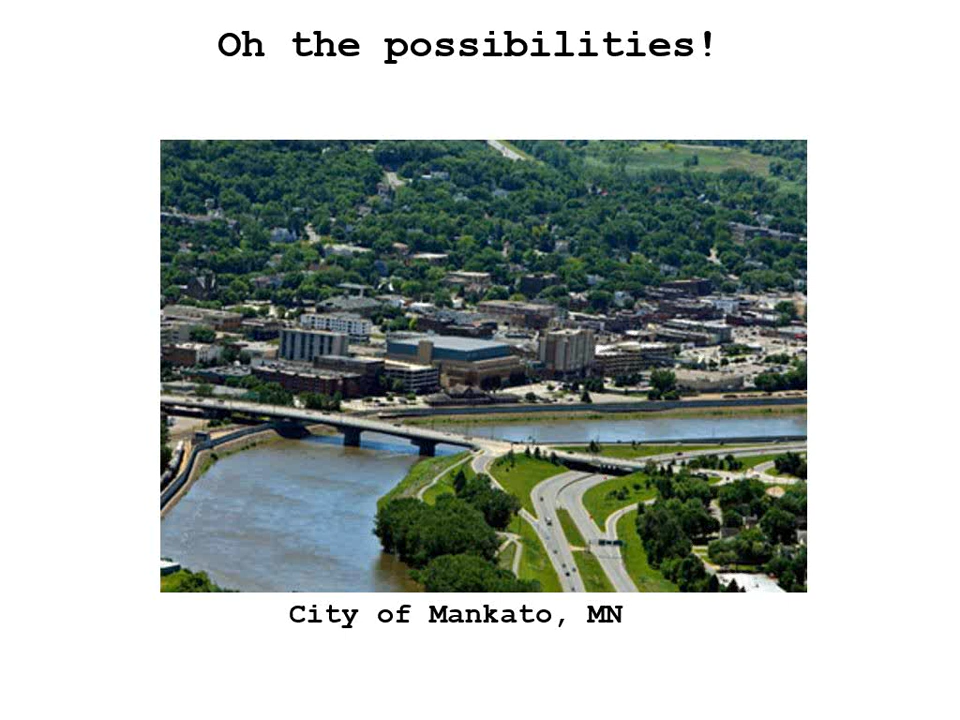 Oh the possibilities!
City of Mankato, MN